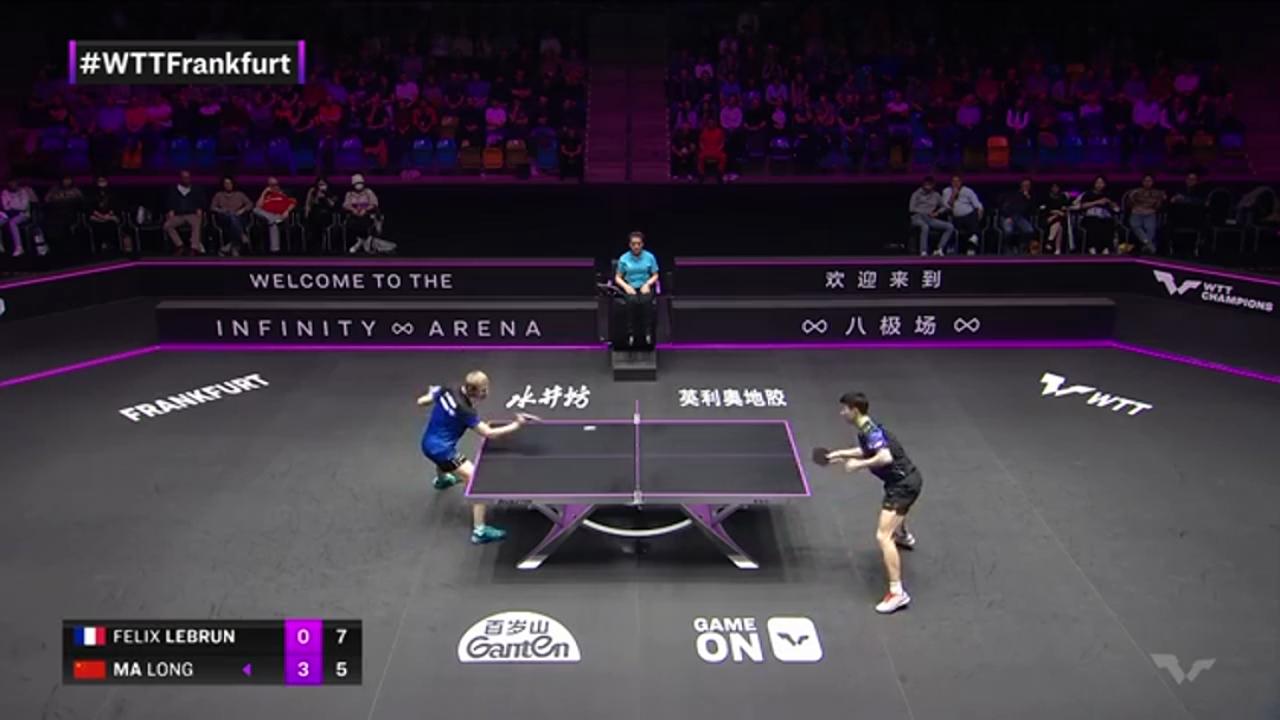 #WTTFrankfurt
WELCOME TO THE
欢迎来到
WTT CHAMPIONS
INFINITY ∞ ARENA
∞ 八极场 ∞
FRANKFURT
水井坊
英利奥地胶
WTT
FELIX LEBRUN 0 7
MA LONG 3 5
百岁山
Ganten
GAME ON